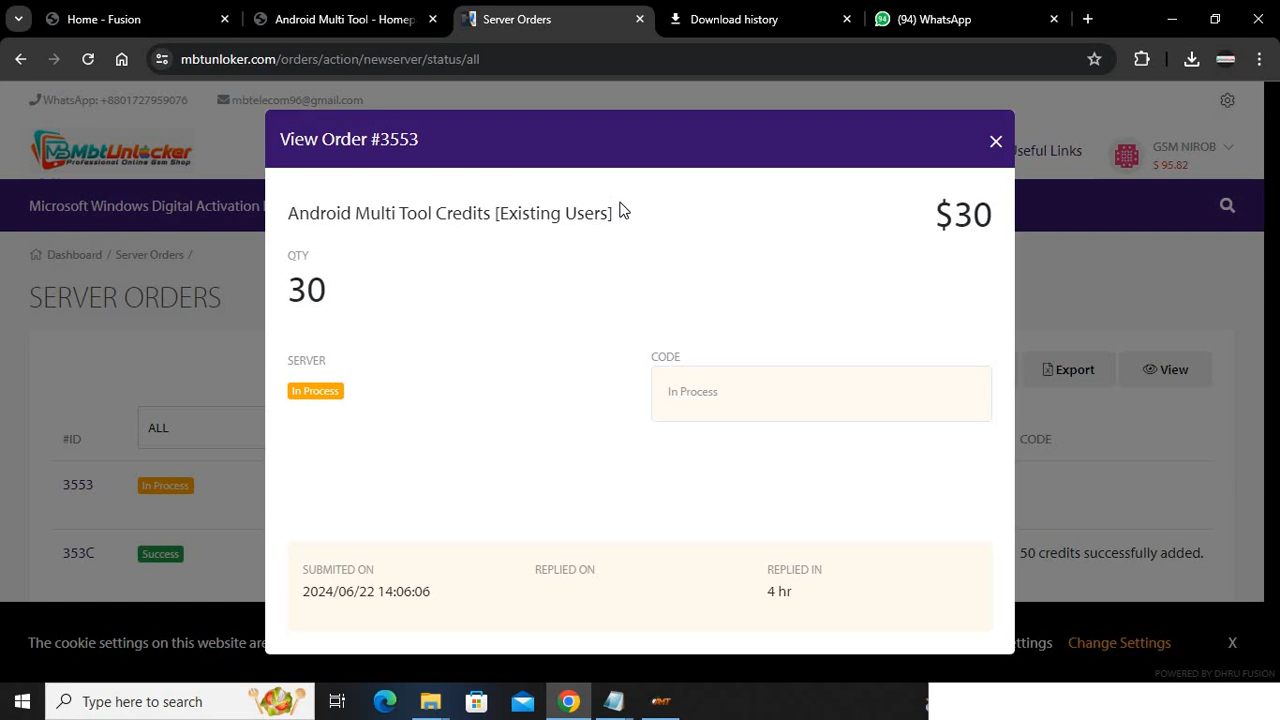 Home - Fusion
Android Multi Tool - Homep
Server Orders
Download history
(94) WhatsApp
mbtunloker.com/orders/action/newserver/status/all
WhatsApp: +8801727959076
mbtelecom96@gmail.com
MbtUnlocker
Professional Online Gsm Shop
Useful Links
GSM NIROB
$ 95.82
Microsoft Windows Digital Activation
Dashboard / Server Orders /
SERVER ORDERS
View Order #3553
Android Multi Tool Credits [Existing Users]
$30
QTY
30
SERVER
In Process
CODE
In Process
SUBMITED ON
2024/06/22 14:06:06
REPLIED ON
REPLIED IN
4 hr
Export
View
#ID
ALL
CODE
3553
In Process
353C
Success
50 credits successfully added.
The cookie settings on this website are
ttings
Change Settings
X
POWERED BY DHRU FUSION
Type here to search